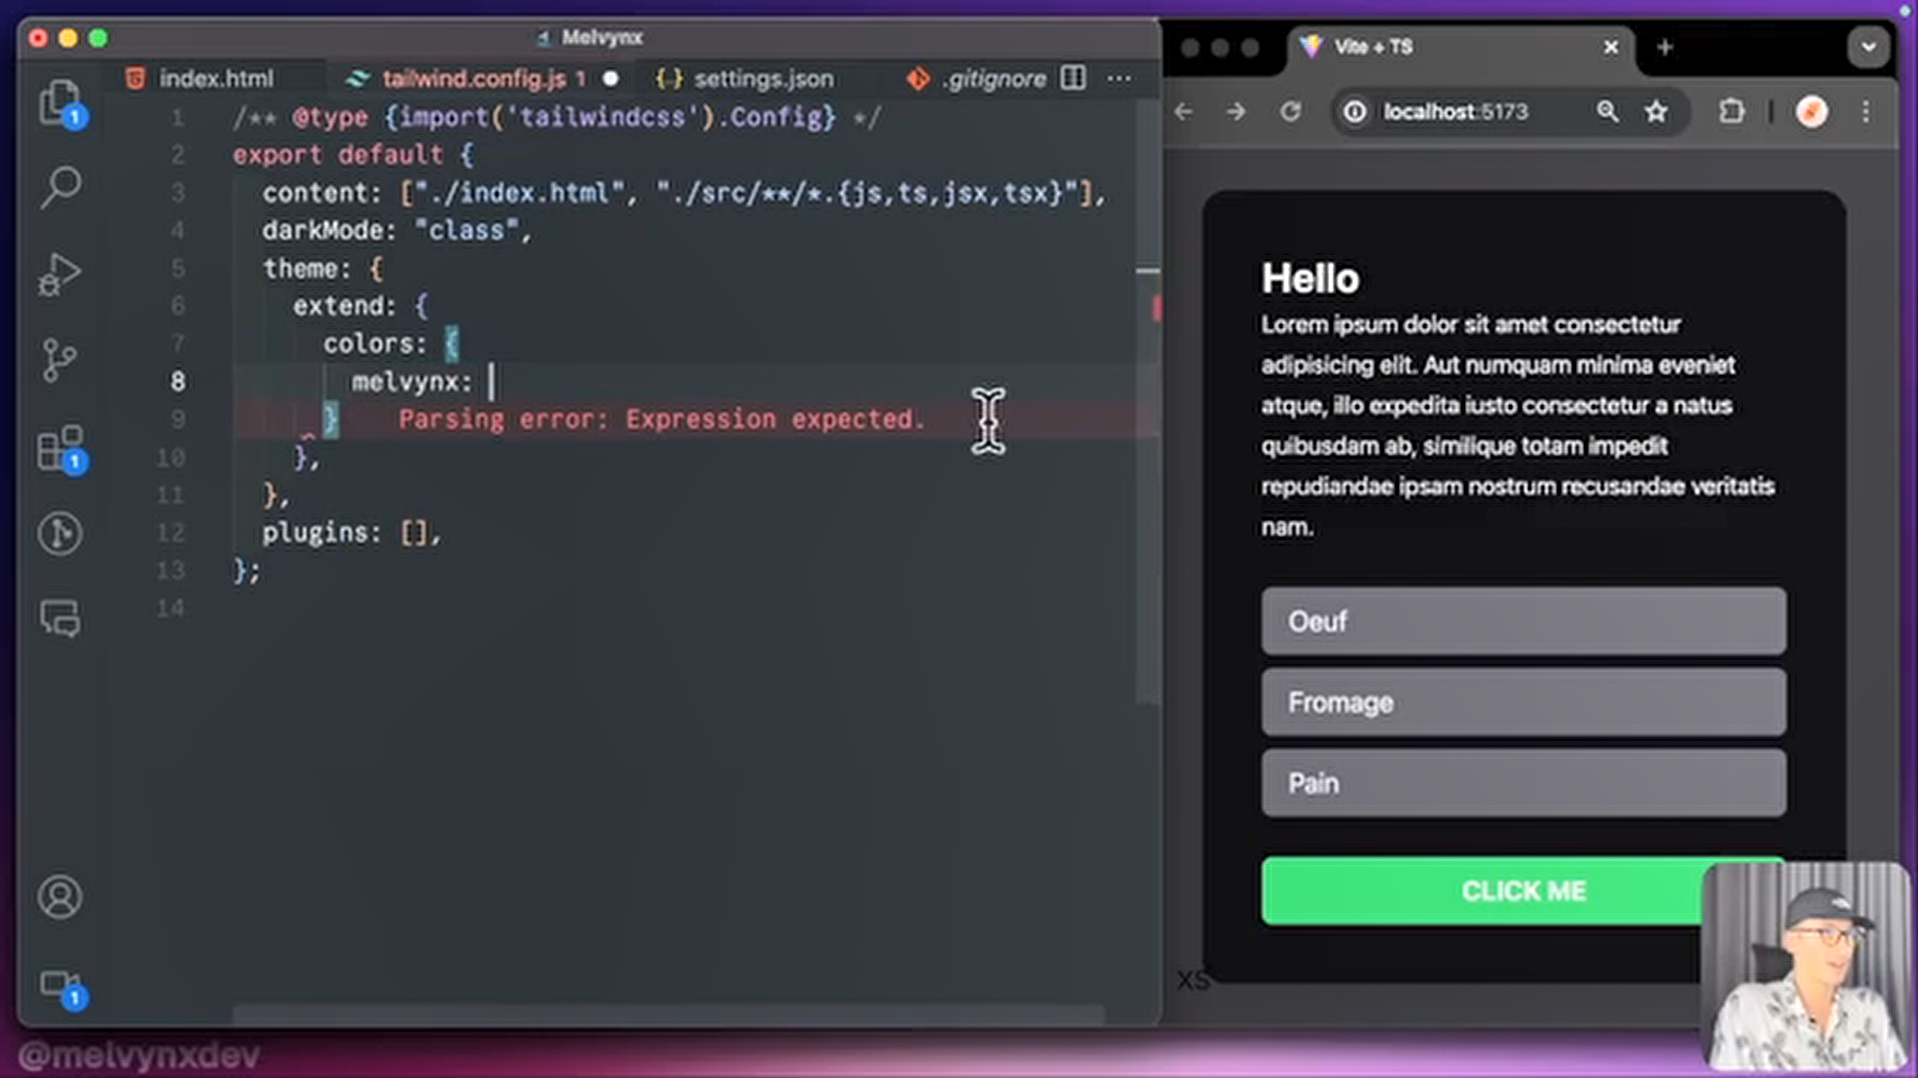 Melvynx
index.html
tailwind.config.js 1
settings.json
.gitignore
1 /** @type {import('tailwindcss').Config} */
2 export default {
3 content: ["./index.html", "./src/**/*.{js,ts,jsx,tsx}"],
4 darkMode: "class",
5 theme: {
6 extend: {
7 colors: {
8 melvynx:
9 } Parsing error: Expression expected.
10 },
11 },
12 plugins: [],
13 };
14
1
1
1
@melvynxdev
Vite + TS
localhost:5173
Hello
Lorem ipsum dolor sit amet consectetur
adipisicing elit. Aut numquam minima eveniet
atque, illo expedita iusto consectetur a natus
quibusdam ab, similique totam impedit
repudiandae ipsam nostrum recusandae veritatis
nam.
Oeuf
Fromage
Pain
CLICK ME
XS